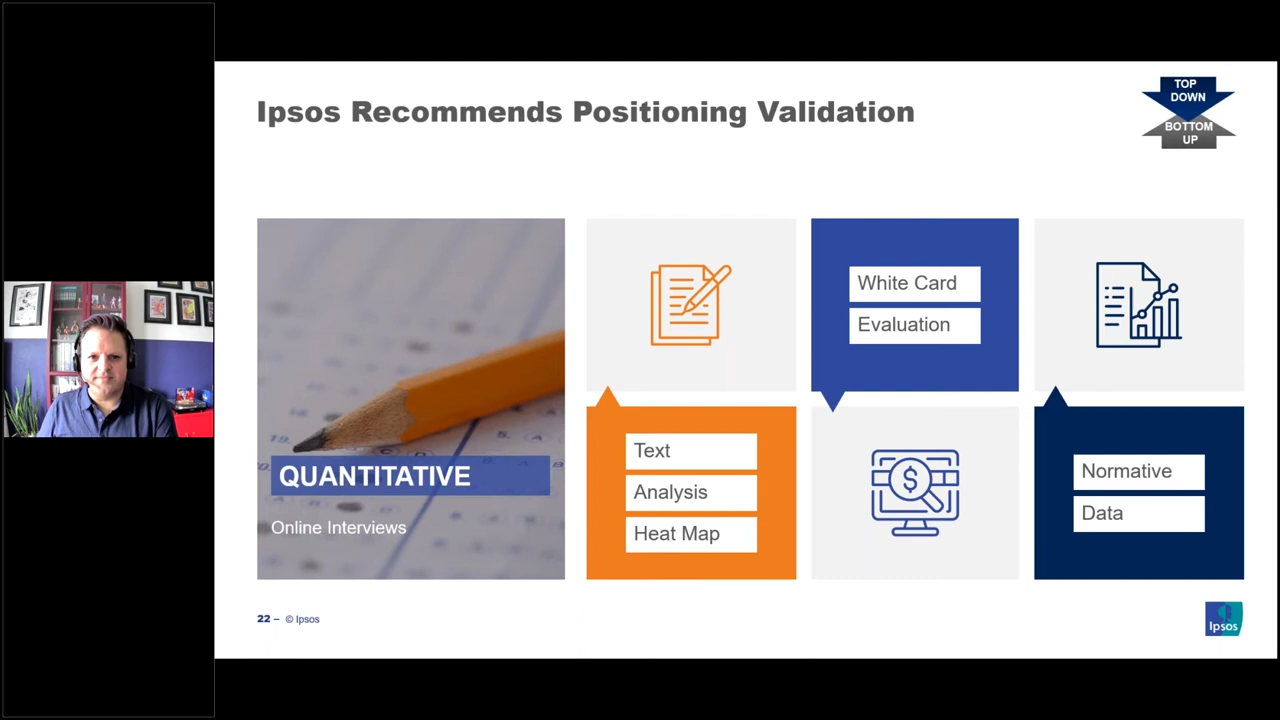 Ipsos Recommends Positioning Validation
TOP
DOWN
BOTTOM
UP
QUANTITATIVE
Online Interviews
Text
Analysis
Heat Map
White Card
Evaluation
Normative
Data
22 – © Ipsos
Ipsos